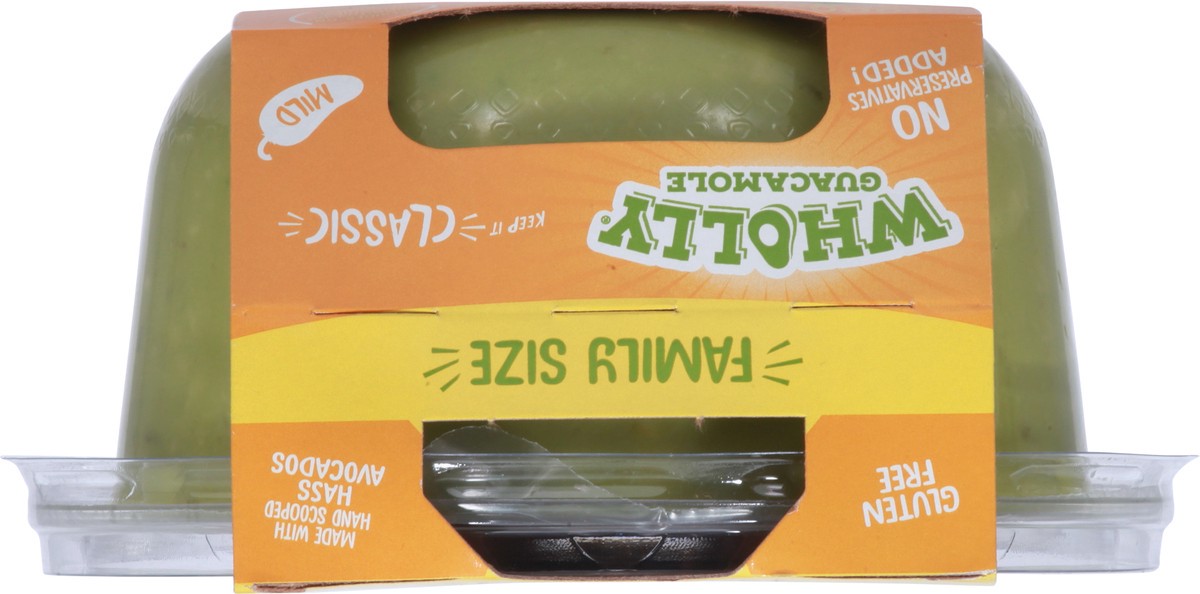 MADE WITH
HAND SCOOPED
HASS
AVOCADOS
GLUTEN
FREE
FAMILY SIZE
WHOLLY®
GUACAMOLE
KEEP IT CLASSIC
NO
PRESERVATIVES
ADDED!
MILD